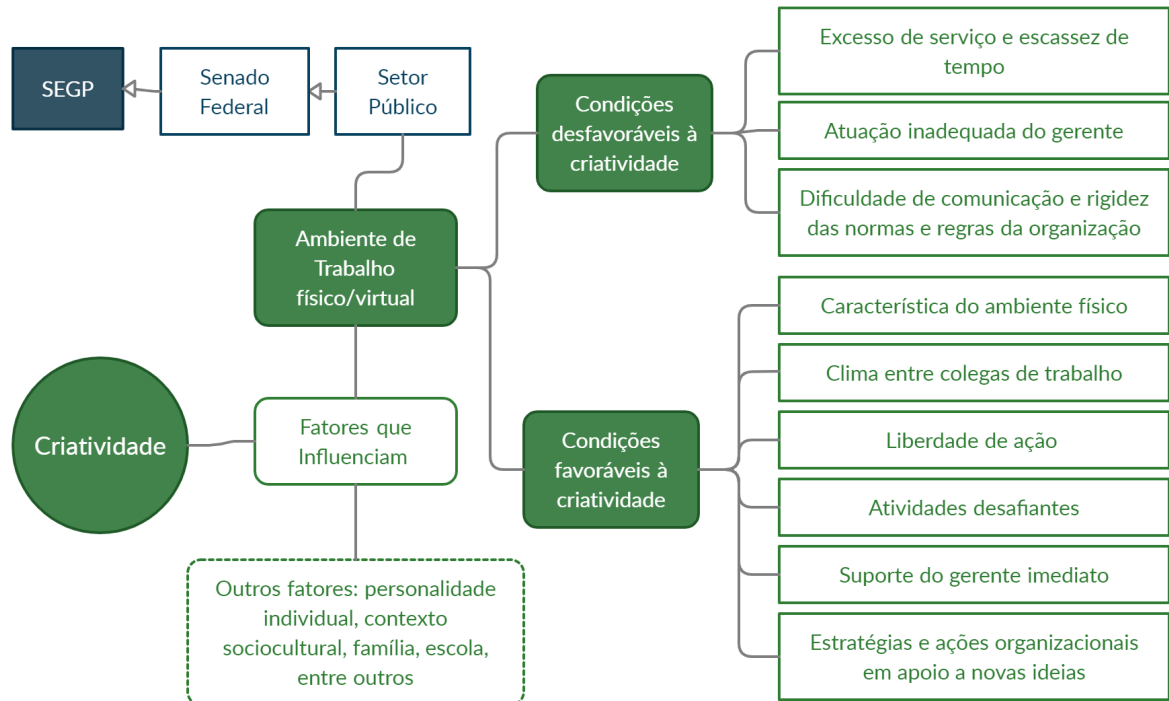 SEGP
Senado
Federal
Setor
Público
Ambiente de
Trabalho
físico/virtual
Criatividade
Fatores que
Influenciam
Outros fatores: personalidade
individual, contexto
sociocultural, família, escola,
entre outros
Condições
desfavoráveis à
criatividade
Excesso de serviço e escassez de
tempo
Atuação inadequada do gerente
Dificuldade de comunicação e rigidez
das normas e regras da organização
Condições
favoráveis à
criatividade
Característica do ambiente físico
Clima entre colegas de trabalho
Liberdade de ação
Atividades desafiantes
Suporte do gerente imediato
Estratégias e ações organizacionais
em apoio a novas ideias